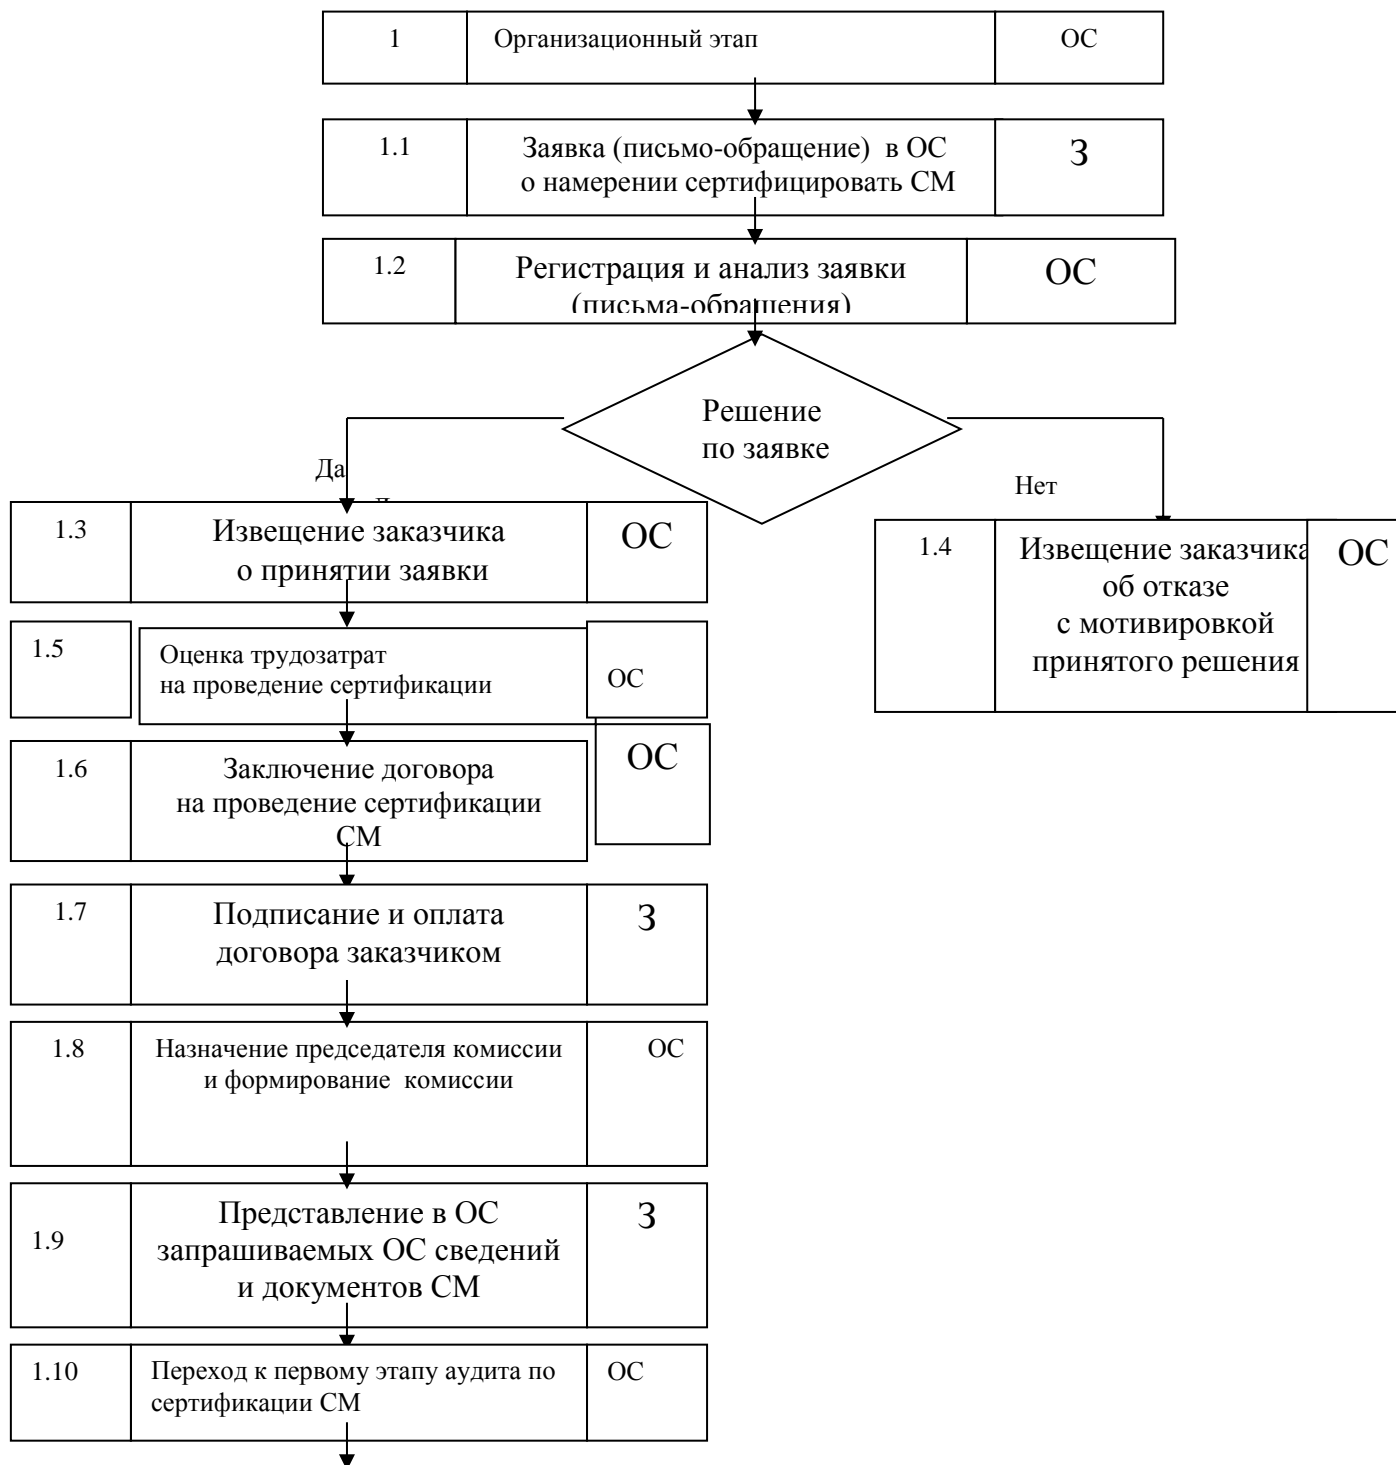 1 Организационный этап ОС
1.1 Заявка (письмо-обращение) в ОС З
о намерении сертифицировать СМ
1.2 Регистрация и анализ заявки ОС
(письма-обращения)
Решение
по заявке
Да
Нет
1.3 Извещение заказчика ОС
о принятии заявки
1.4 Извещение заказчика ОС
об отказе
с мотивировкой
принятого решения
1.5 Оценка трудозатрат
на проведение сертификации ОС
1.6 Заключение договора ОС
на проведение сертификации
СМ
1.7 Подписание и оплата З
договора заказчиком
1.8 Назначение председателя комиссии ОС
и формирование комиссии
1.9 Представление в ОС З
запрашиваемых ОС сведений
и документов СМ
1.10 Переход к первому этапу аудита по ОС
сертификации СМ